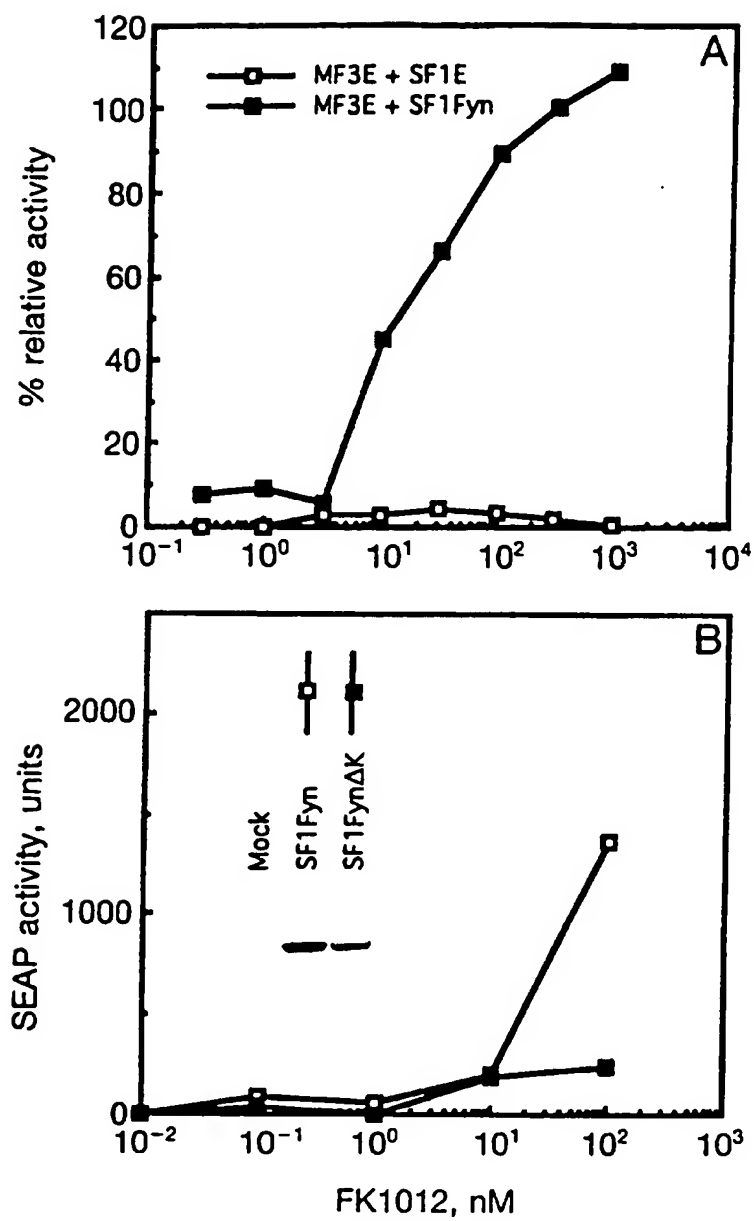 A
MF3E + SF1E
MF3E + SF1Fyn
% relative activity
120
100
80
60
40
20
0
10⁻¹ 10⁰ 10¹ 10² 10³ 10⁴
B
Mock
SF1Fyn
SF1FynΔK
SEAP activity, units
2000
1000
0
10⁻² 10⁻¹ 10⁰ 10¹ 10² 10³
FK1012, nM